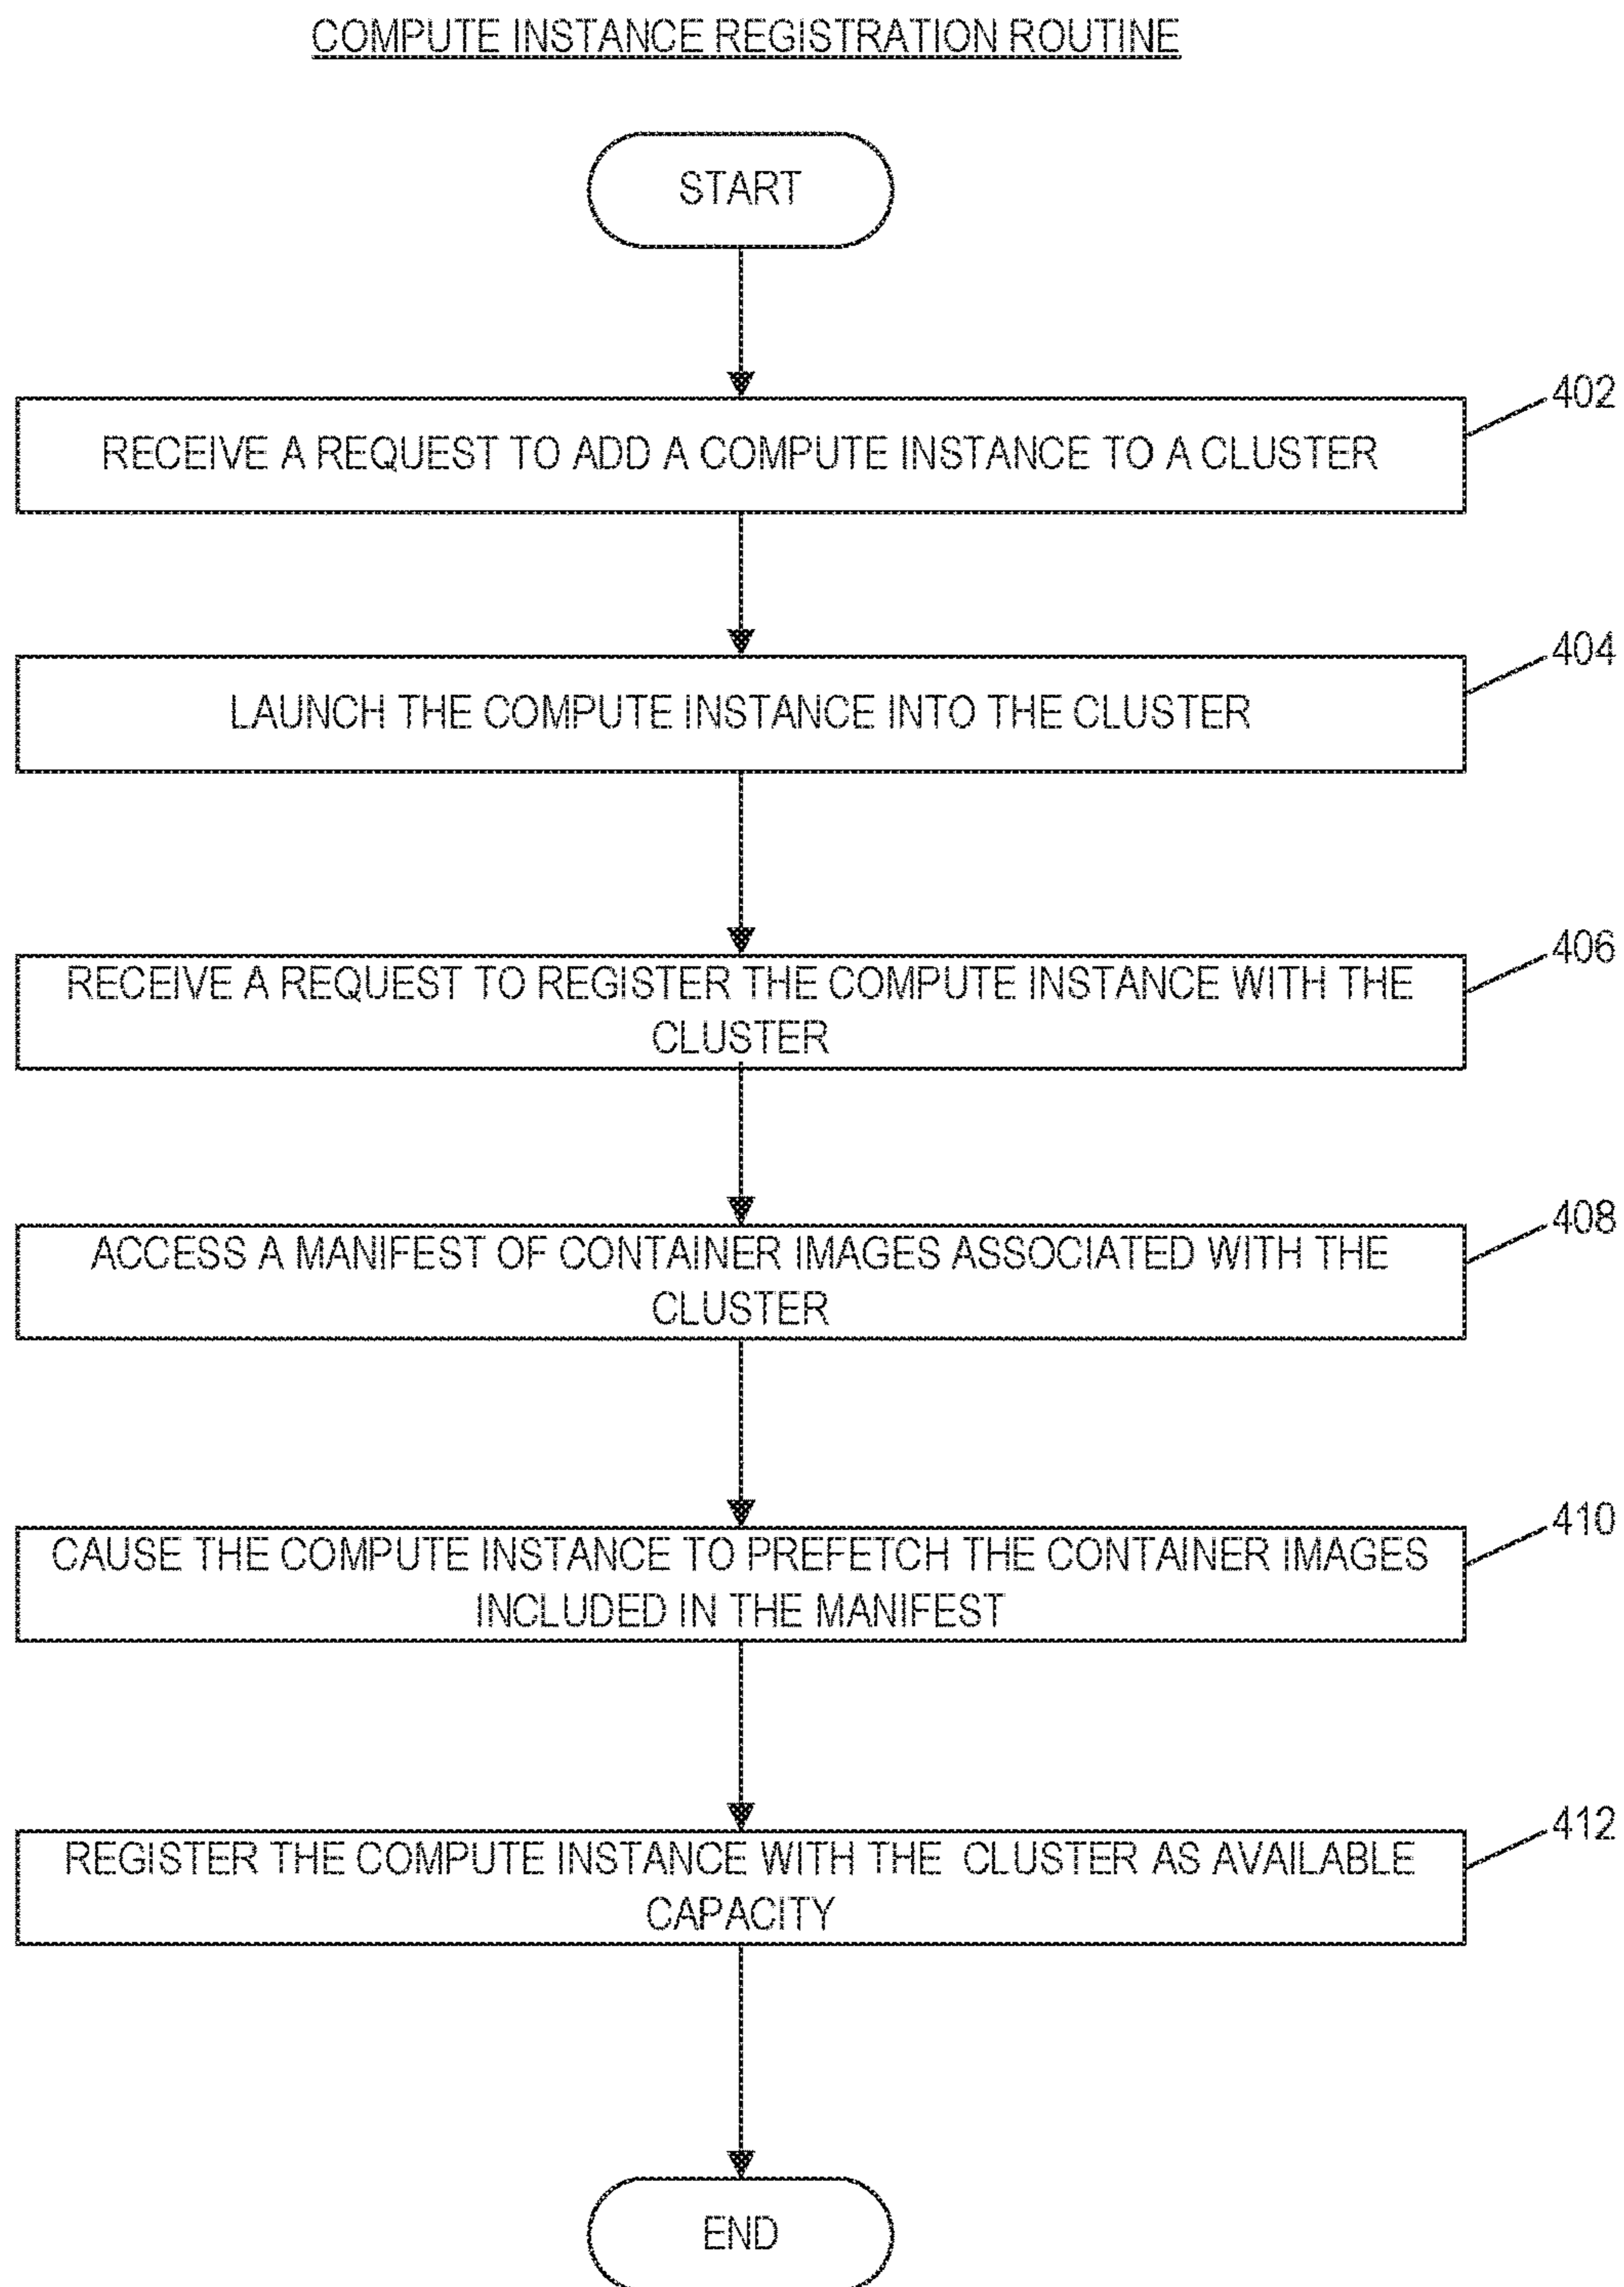 COMPUTE INSTANCE REGISTRATION ROUTINE
START
402
RECEIVE A REQUEST TO ADD A COMPUTE INSTANCE TO A CLUSTER
404
LAUNCH THE COMPUTE INSTANCE INTO THE CLUSTER
406
RECEIVE A REQUEST TO REGISTER THE COMPUTE INSTANCE WITH THE
CLUSTER
408
ACCESS A MANIFEST OF CONTAINER IMAGES ASSOCIATED WITH THE
CLUSTER
410
CAUSE THE COMPUTE INSTANCE TO PREFETCH THE CONTAINER IMAGES
INCLUDED IN THE MANIFEST
412
REGISTER THE COMPUTE INSTANCE WITH THE CLUSTER AS AVAILABLE
CAPACITY
END